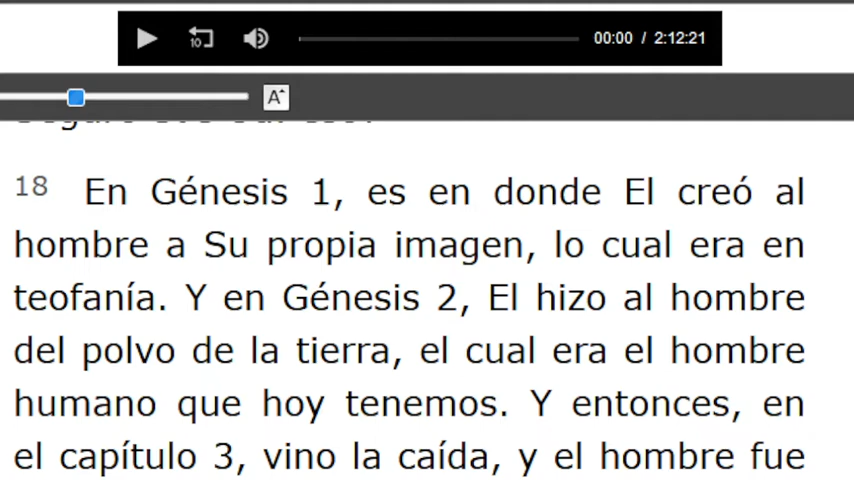 10
00:00 / 2:12:21
A
18 En Génesis 1, es en donde El creó al
hombre a Su propia imagen, lo cual era en
teofanía. Y en Génesis 2, El hizo al hombre
del polvo de la tierra, el cual era el hombre
humano que hoy tenemos. Y entonces, en
el capítulo 3, vino la caída, y el hombre fue